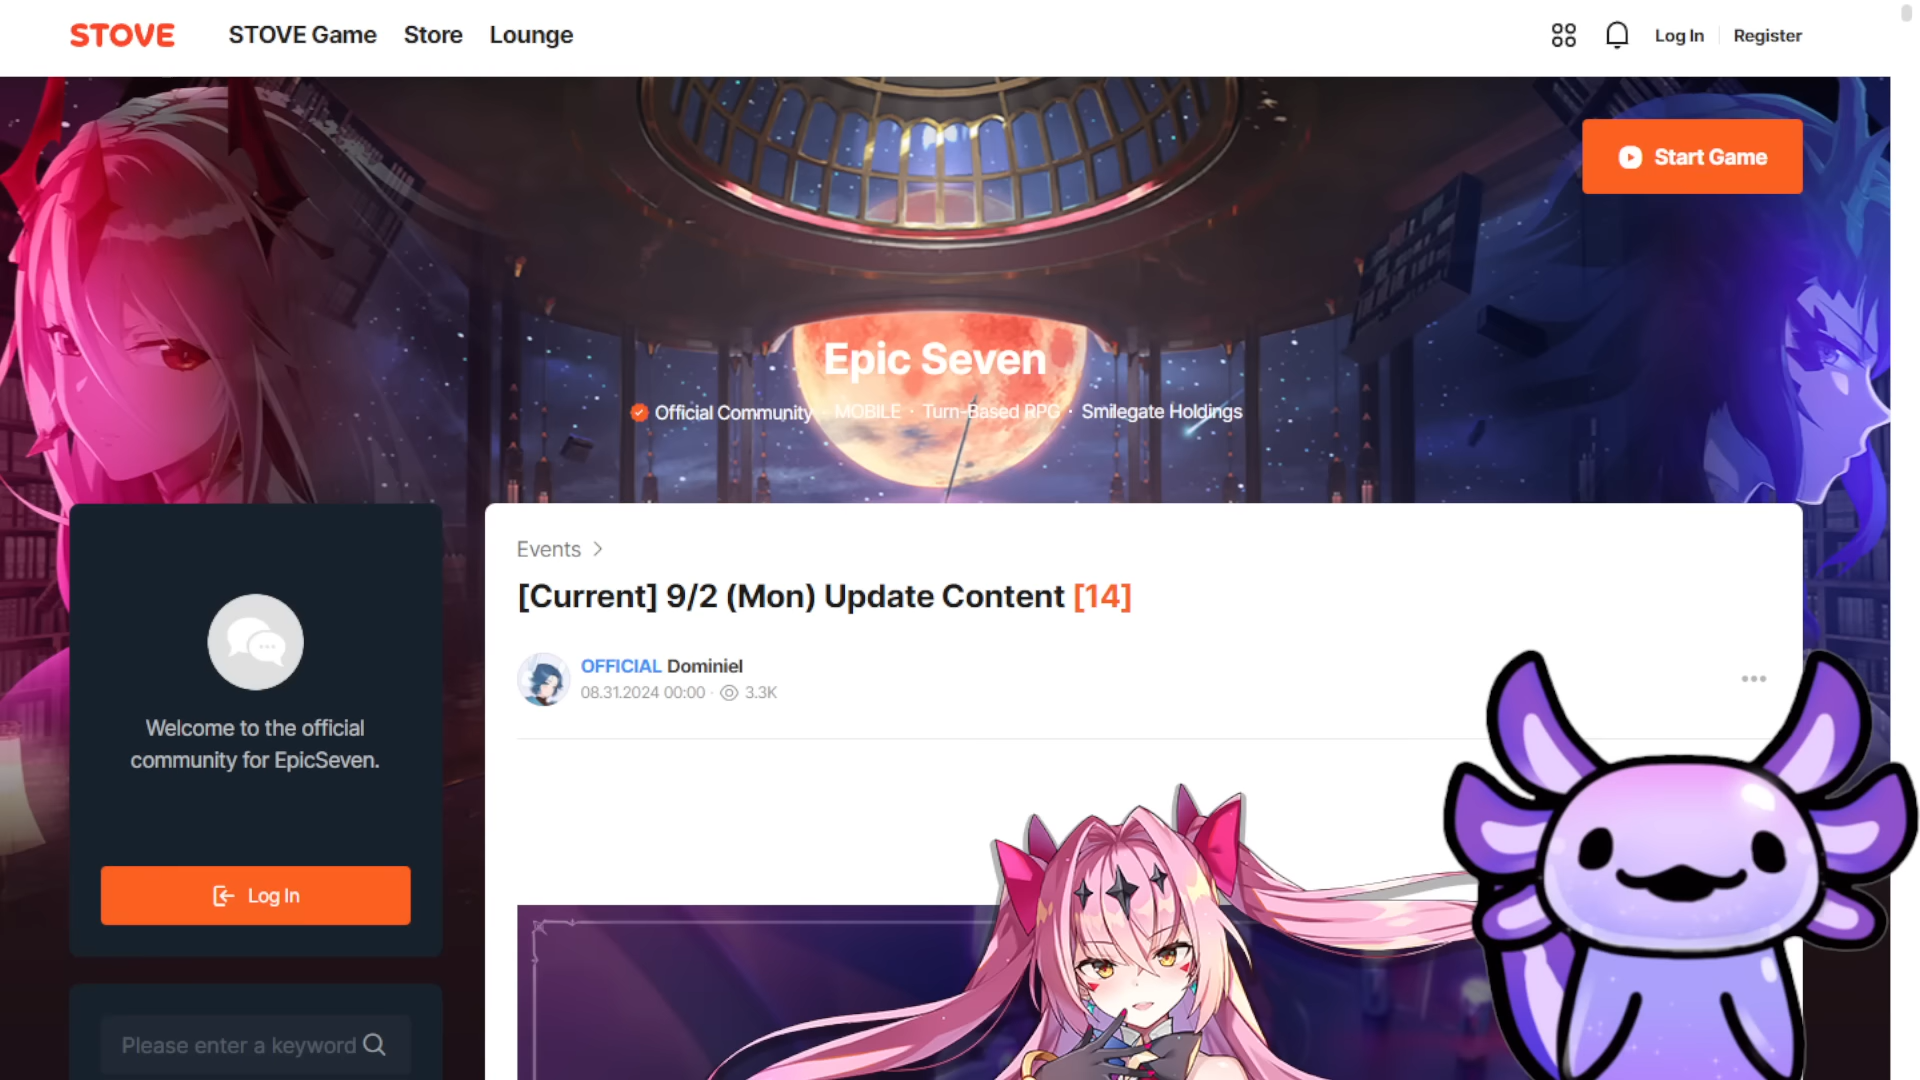 STOVE
STOVE Game Store Lounge
Log In Register
Start Game
Epic Seven
Official Community · MOBILE · Turn-Based RPG · Smilegate Holdings
Welcome to the official
community for EpicSeven.
Log In
Please enter a keyword
Events
[Current] 9/2 (Mon) Update Content [14]
OFFICIAL Dominiel
08.31.2024 00:00 · 3.3K